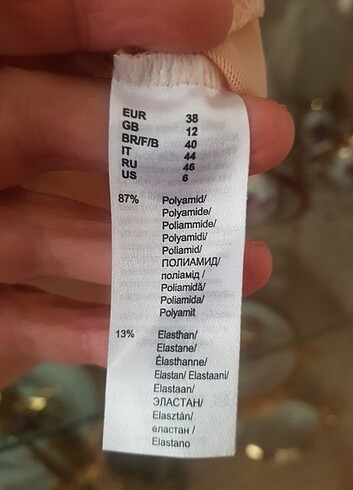 EUR 38
GB 12
BR/F/B 40
IT 44
RU 46
US 6
87% Polyamid/
Polyamide/
Poliammide/
Polyamidi/
Poliamid/
ПОЛИАМИД/
поліамід /
Poliamidă/
Poliamida/
Polyamit
13% Elasthan/
Elastane/
Élasthanne/
Elastan/ Elastaani/
Elastaan/
ЭЛАСТАН/
Elasztán/
еластан /
Elastano